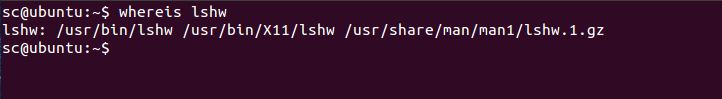 sc@ubuntu:~$ whereis lshw
lshw: /usr/bin/lshw /usr/bin/X11/lshw /usr/share/man/man1/lshw.1.gz
sc@ubuntu:~$